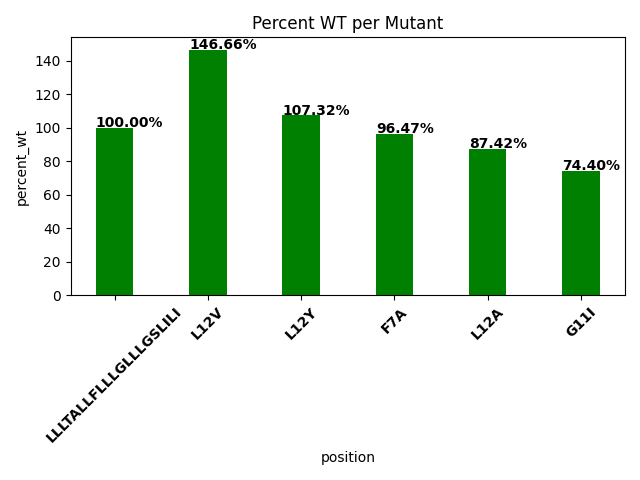 Percent WT per Mutant
percent_wt
140
120
100
80
60
40
20
0
100.00%
146.66%
107.32%
96.47%
87.42%
74.40%
LLLTALLFLLLGLLLGSLILI
L12V
L12Y
F7A
L12A
G11I
position